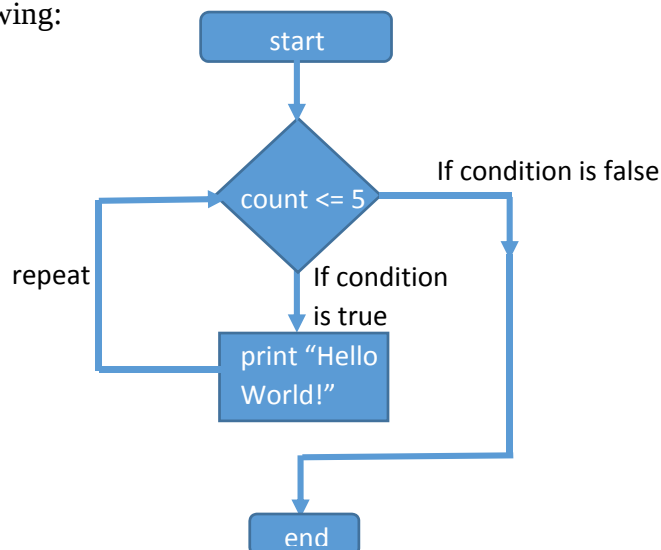 wing:
start
If condition is false
count <= 5
repeat
If condition
is true
print “Hello
World!”
end